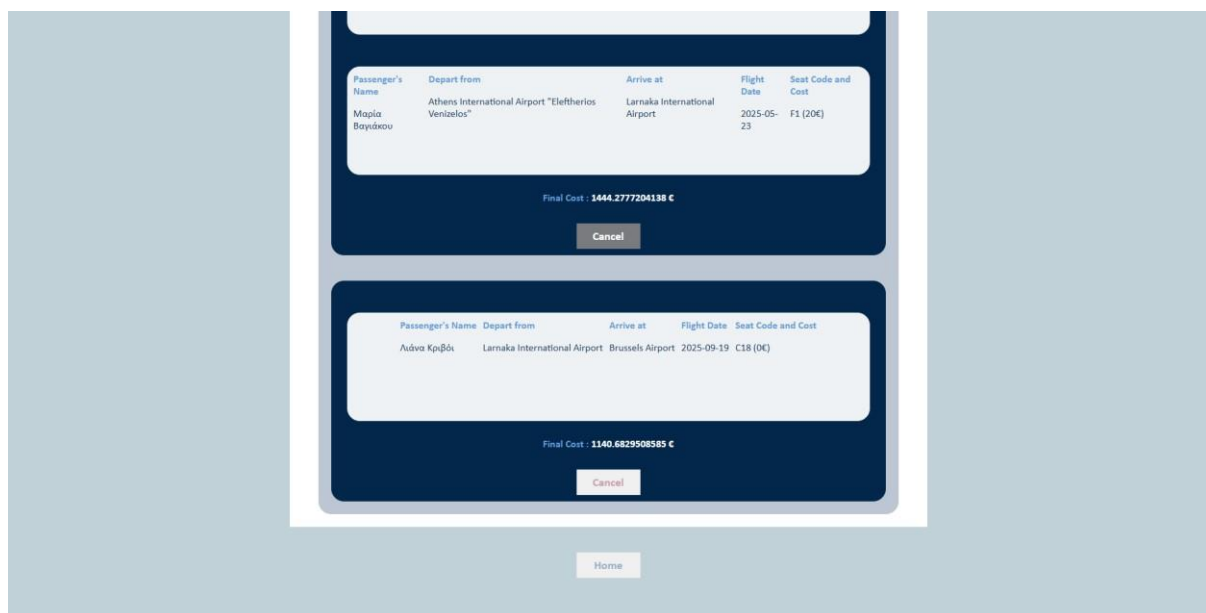 Passenger's Depart from Arrive at Flight Seat Code and
Name Date Cost
Athens International Airport "Eleftherios Larnaka International
Μαρία Venizelos" Airport 2025-05- F1 (20€)
Βαγιάκου 23
Final Cost : 1444.2777204138 €
Cancel
Passenger's Name Depart from Arrive at Flight Date Seat Code and Cost
Λιάνα Κριβόι Larnaka International Airport Brussels Airport 2025-09-19 C18 (0€)
Final Cost : 1140.6829508585 €
Cancel
Home